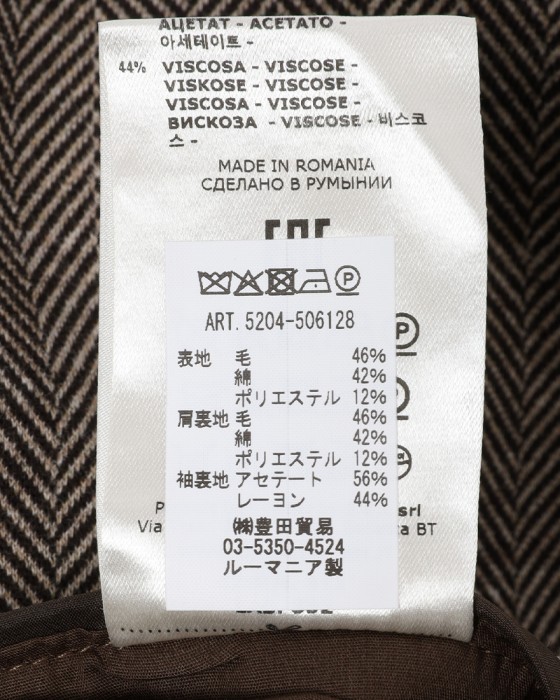 АЦЕТАТ - ACETATO -
아세테이트 -
44% VISCOSA - VISCOSE -
VISKOSE - VISCOSE -
VISCOSA - VISCOSE -
ВИСКОЗА - VISCOSE - 비스코
스 -
MADE IN ROMANIA
СДЕЛАНО В РУМЫНИИ
P
ART. 5204-506128
P
表地 毛 46%
綿 42%
ポリエステル 12%
肩裏地 毛 46%
綿 42%
ポリエステル 12%
袖裏地 アセテート 56%
レーヨン 44%
srl
Via
a BT
㈱豊田貿易
03-5350-4524
ルーマニア製